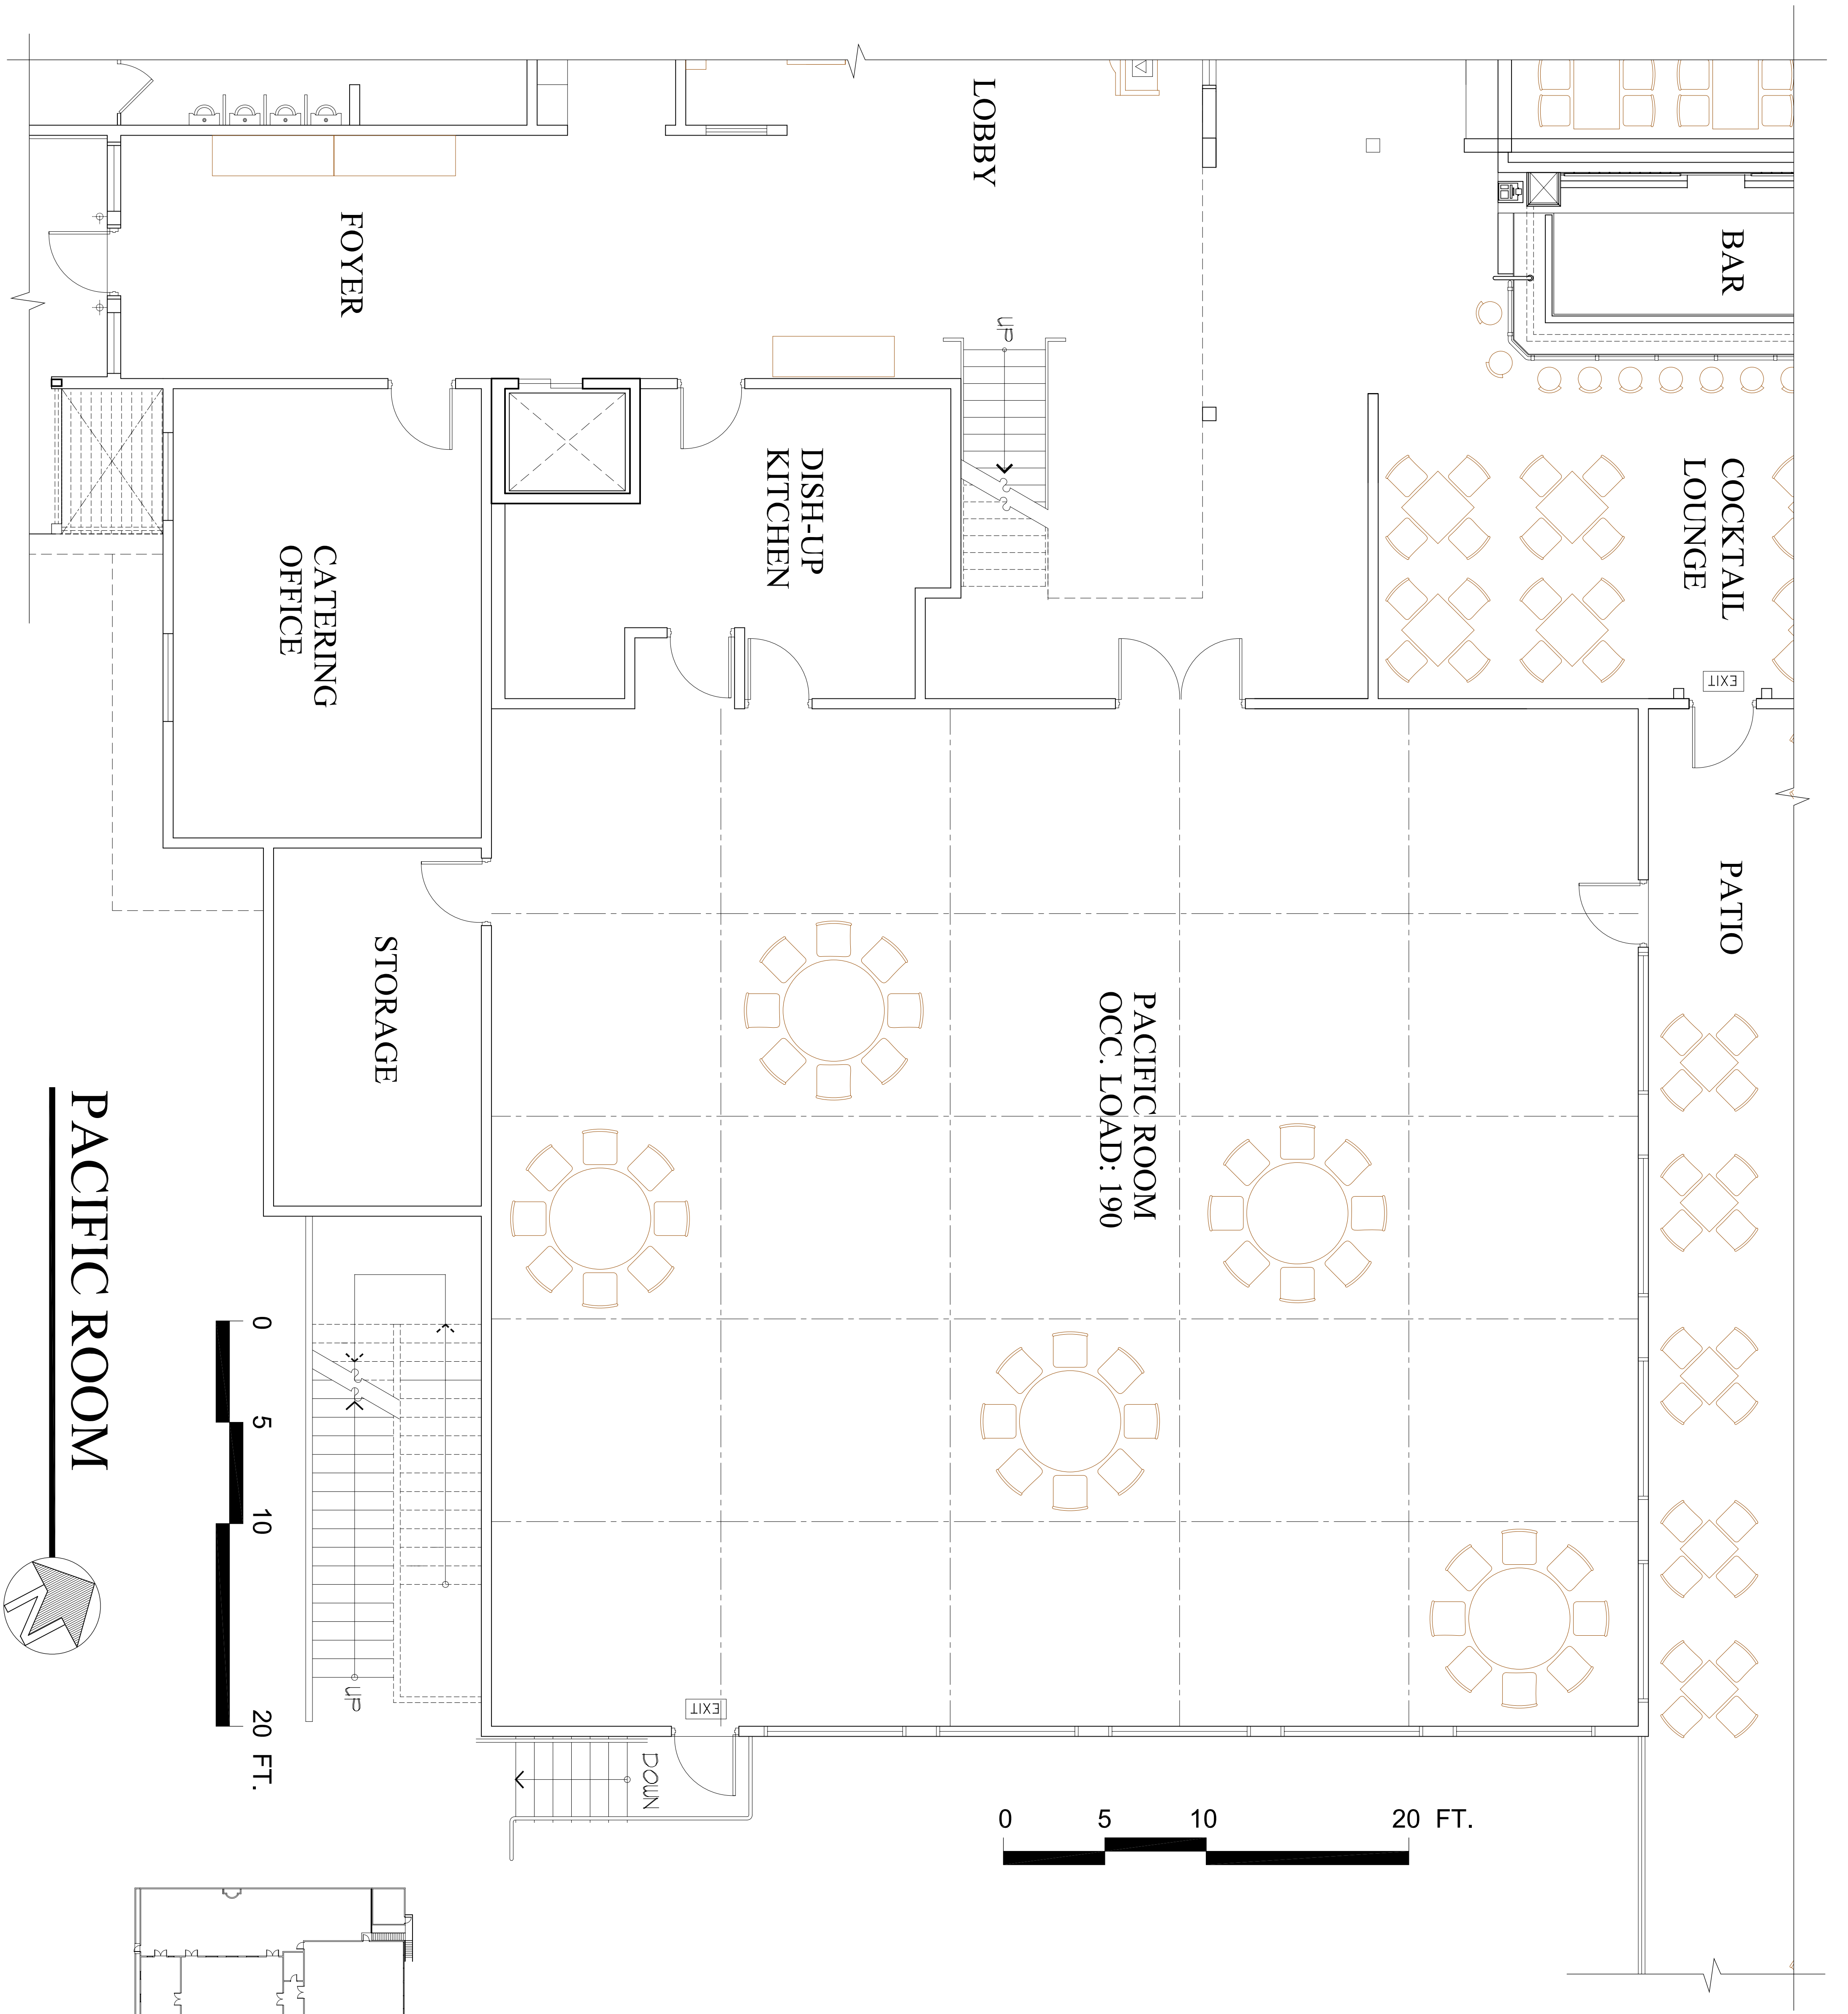 LOBBY
FOYER
BAR
UP
DISH-UP
KITCHEN
COCKTAIL
LOUNGE
CATERING
OFFICE
EXIT
PATIO
STORAGE
PACIFIC ROOM
OCC. LOAD: 190
PACIFIC ROOM
0 5 10 20 FT.
UP
EXIT
DOWN
0 5 10 20 FT.
N